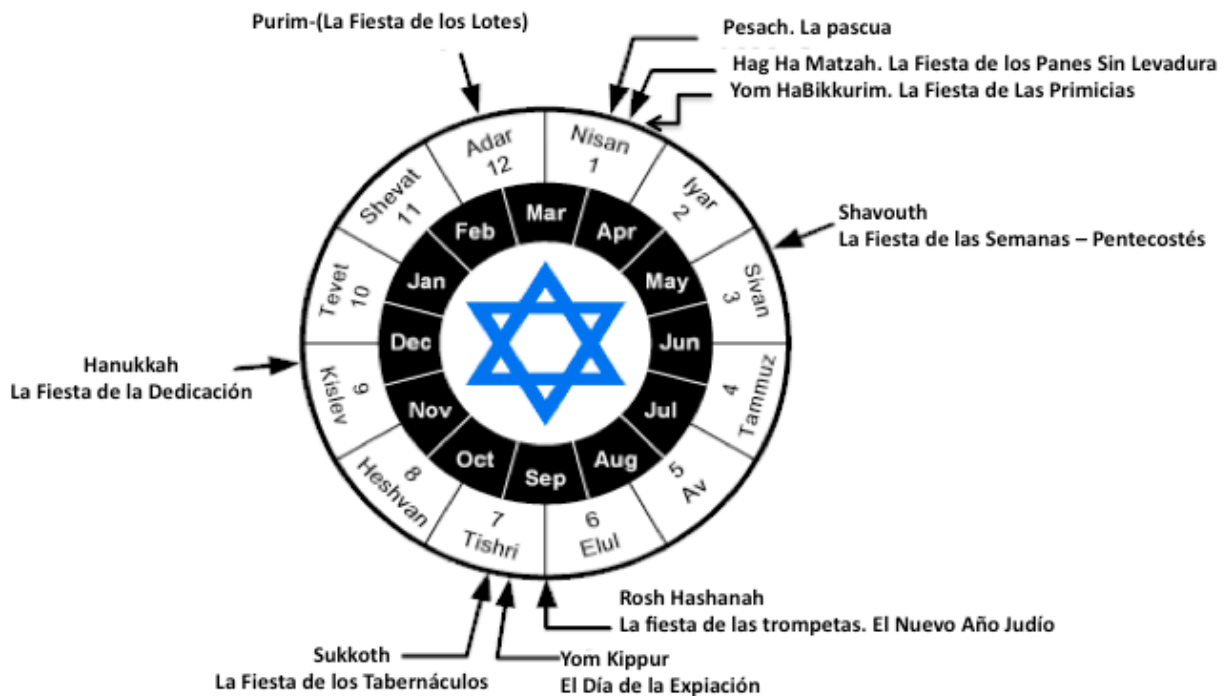 Purim-(La Fiesta de los Lotes)
Pesach. La pascua
Hag Ha Matzah. La Fiesta de los Panes Sin Levadura
Yom HaBikkurim. La Fiesta de Las Primicias
Shavouth
La Fiesta de las Semanas – Pentecostés
Hanukkah
La Fiesta de la Dedicación
Rosh Hashanah
La fiesta de las trompetas. El Nuevo Año Judío
Yom Kippur
El Día de la Expiación
Sukkoth
La Fiesta de los Tabernáculos
Nisan
1
Iyar
2
Sivan
3
Tammuz
4
Av
5
Elul
6
Tishri
7
Heshvan
8
Kislev
9
Tevet
10
Shevat
11
Adar
12
Mar
Apr
May
Jun
Jul
Aug
Sep
Oct
Nov
Dec
Jan
Feb